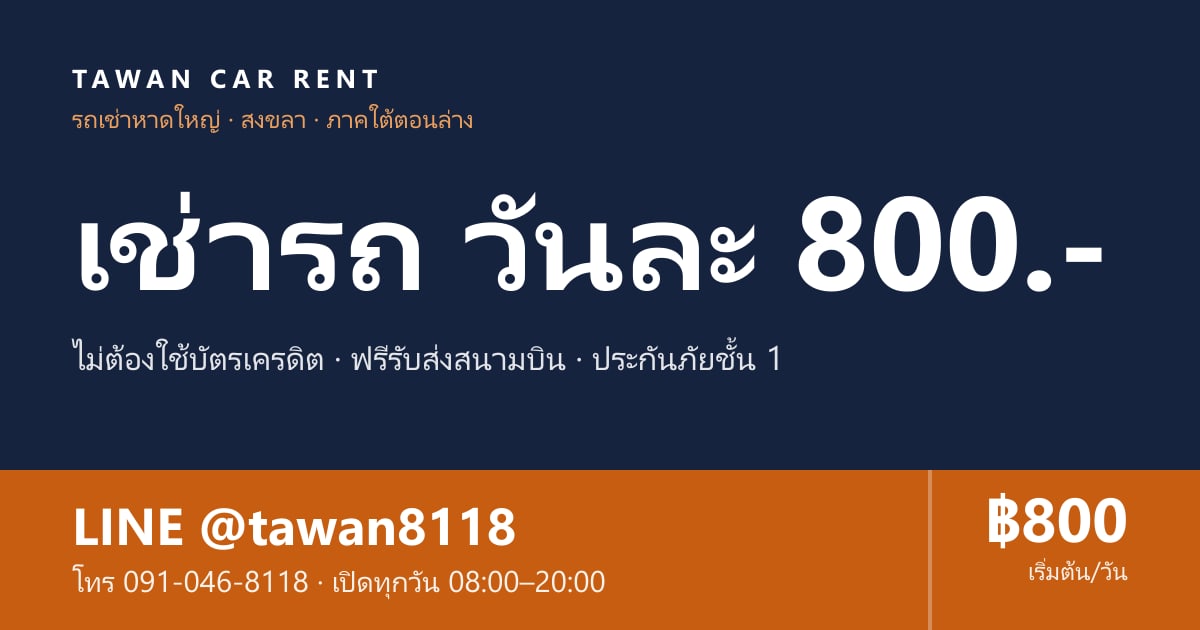 TAWAN CAR RENT
รถเช่าหาดใหญ่ · สงขลา · ภาคใต้ตอนล่าง
เช่ารถ วันละ 800.-
ไม่ต้องใช้บัตรเครดิต · ฟรีรับส่งสนามบิน · ประกันภัยชั้น 1
LINE @tawan8118
โทร 091-046-8118 · เปิดทุกวัน 08:00–20:00
฿800
เริ่มต้น/วัน